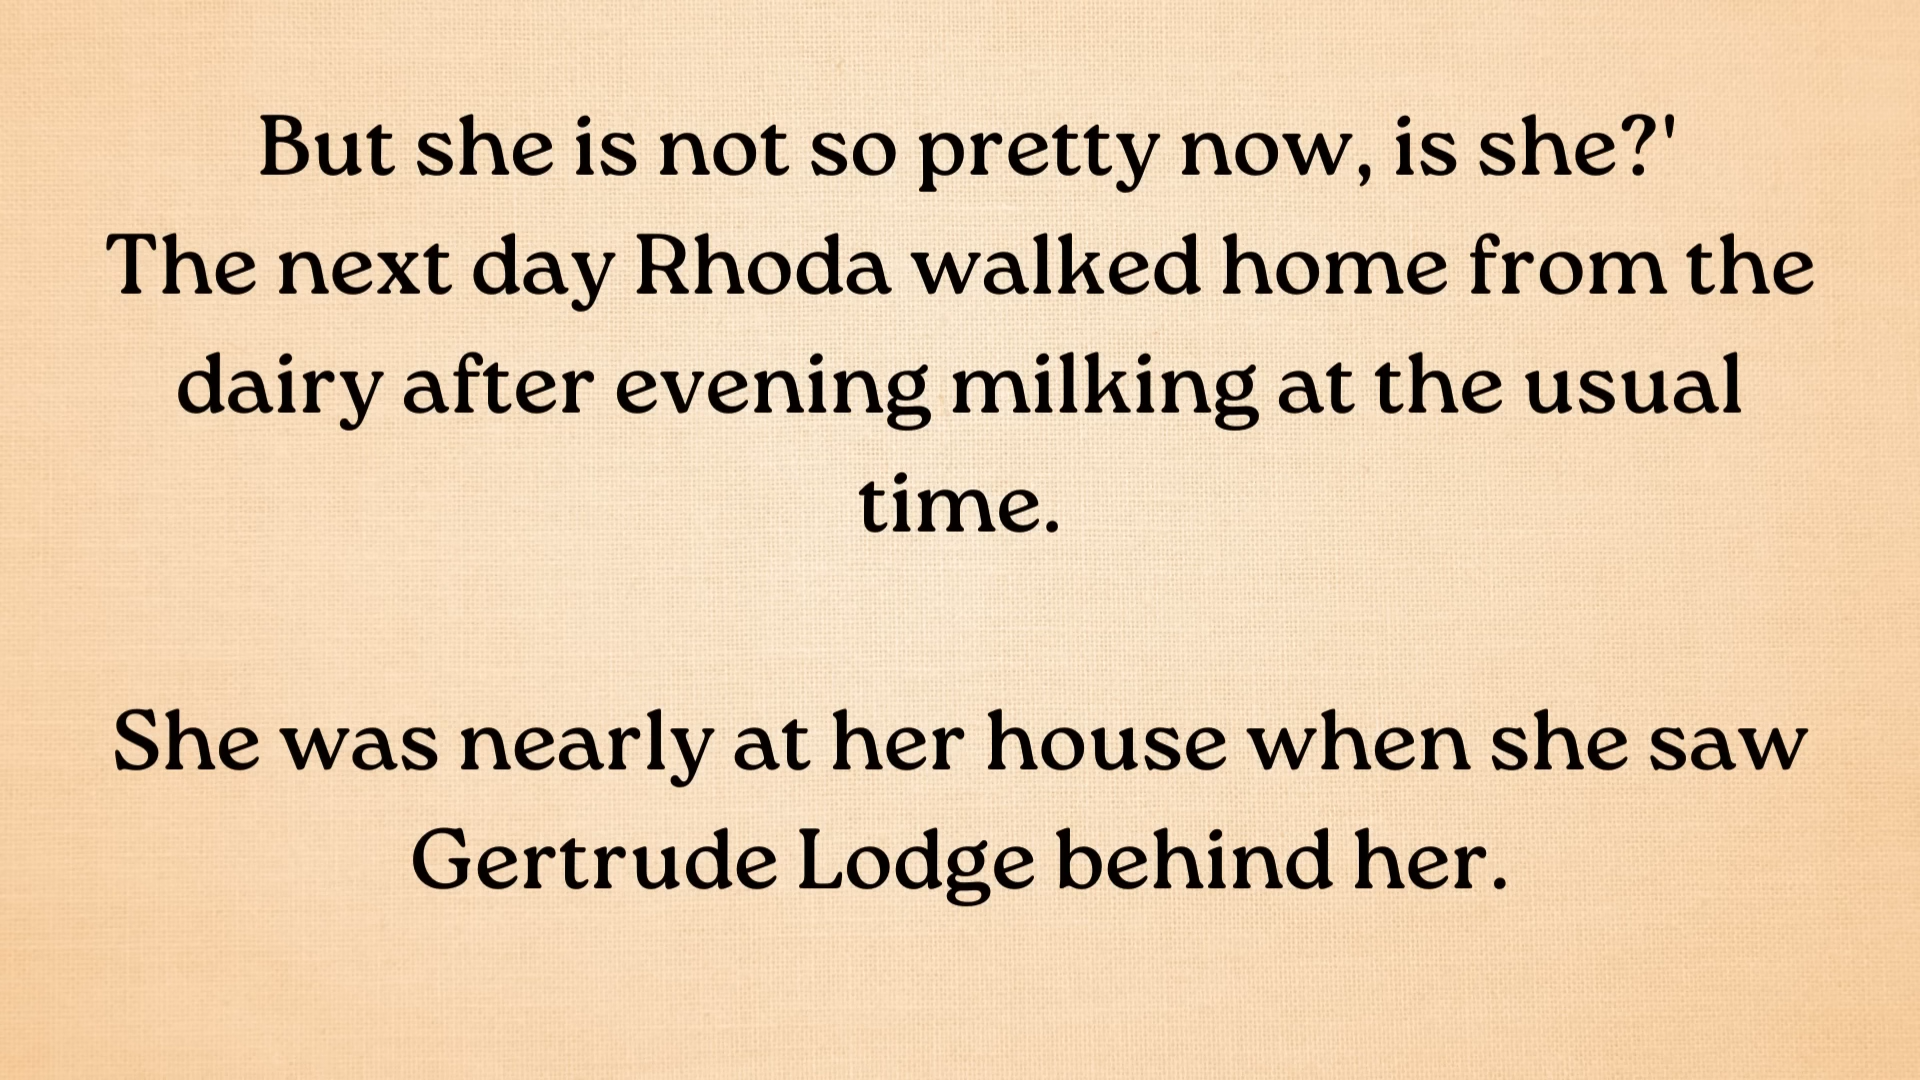 But she is not so pretty now, is she?'
The next day Rhoda walked home from the
dairy after evening milking at the usual
time.
She was nearly at her house when she saw
Gertrude Lodge behind her.